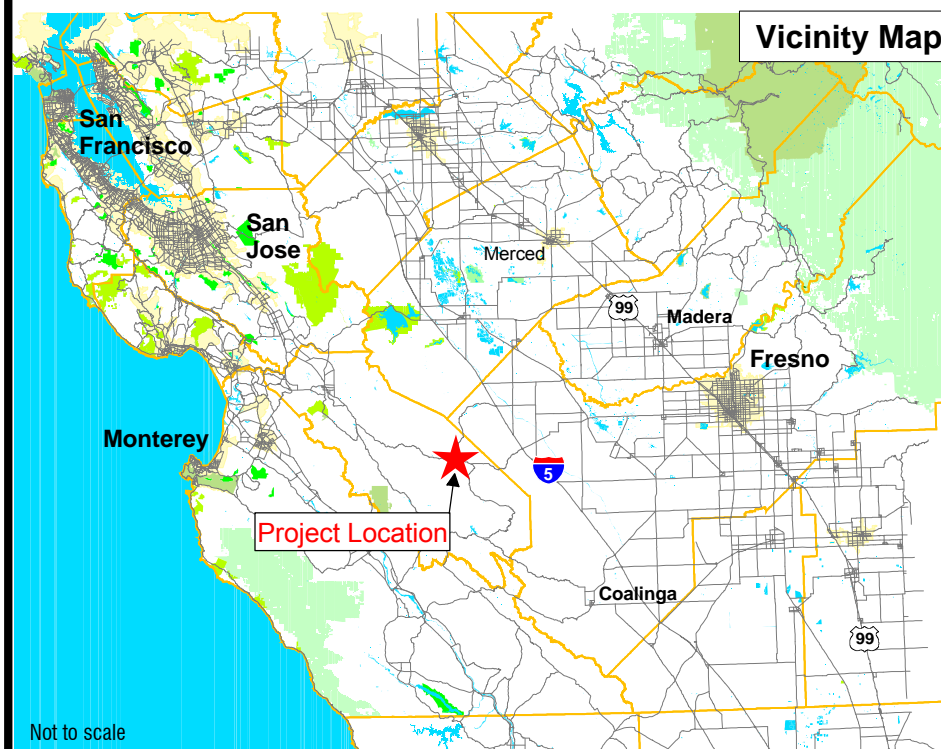 Vicinity Map
San
Francisco
San
Jose
Merced
99
Madera
Fresno
Monterey
5
Project Location
Coalinga
99
Not to scale